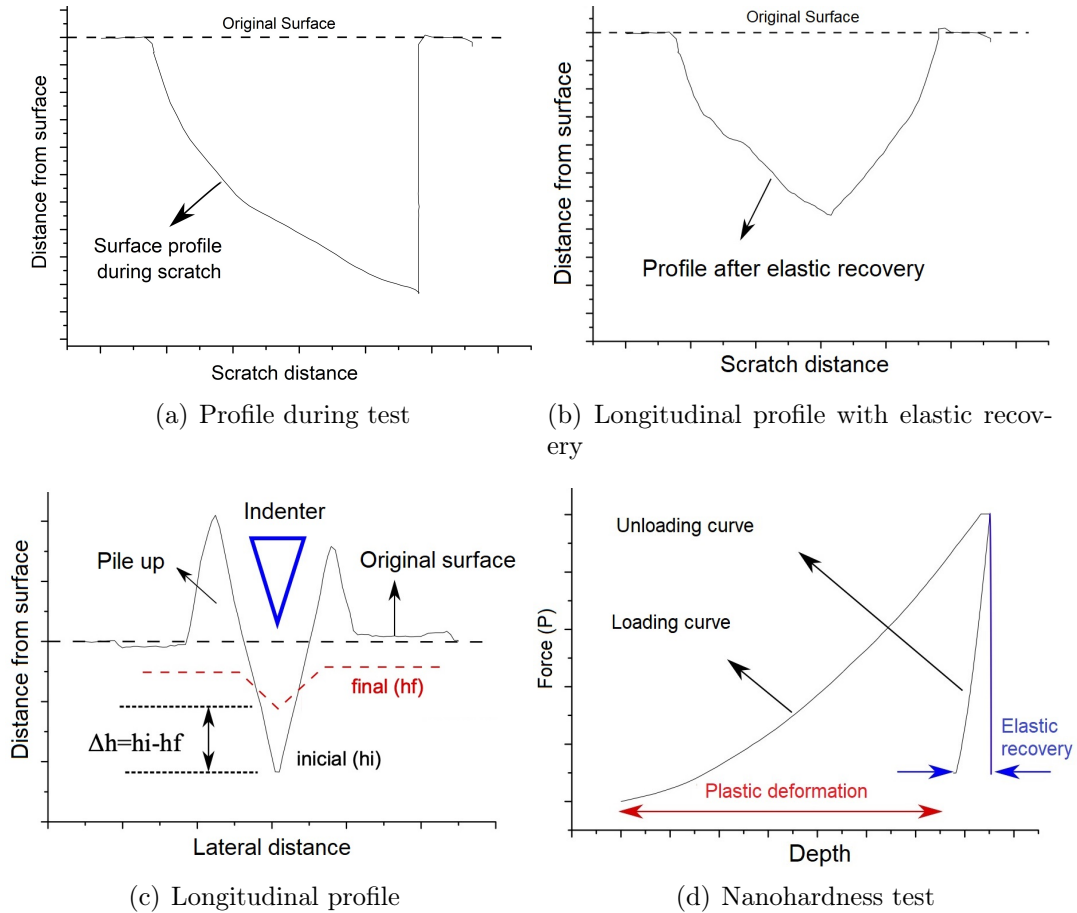 Original Surface
Distance from surface
Surface profile
during scratch
Scratch distance
(a) Profile during test
Original Surface
Distance from surface
Profile after elastic recovery
Scratch distance
(b) Longitudinal profile with elastic recov-
ery
Indenter
Pile up
Original surface
Distance from surface
final (hf)
Δh=hi-hf
inicial (hi)
Lateral distance
(c) Longitudinal profile
Unloading curve
Loading curve
Force (P)
Elastic
recovery
Plastic deformation
Depth
(d) Nanohardness test